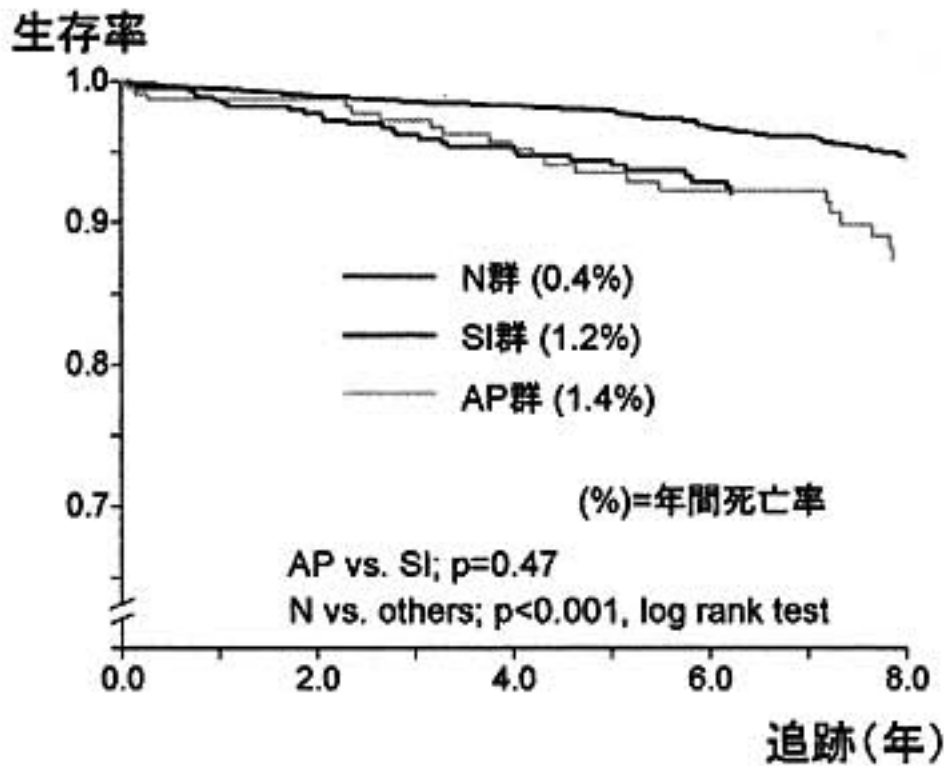 生存率
1.0
0.9
0.8
0.7
N群 (0.4%)
SI群 (1.2%)
AP群 (1.4%)
(%)=年間死亡率
AP vs. SI; p=0.47
N vs. others; p<0.001, log rank test
0.0 2.0 4.0 6.0 8.0
追跡(年)